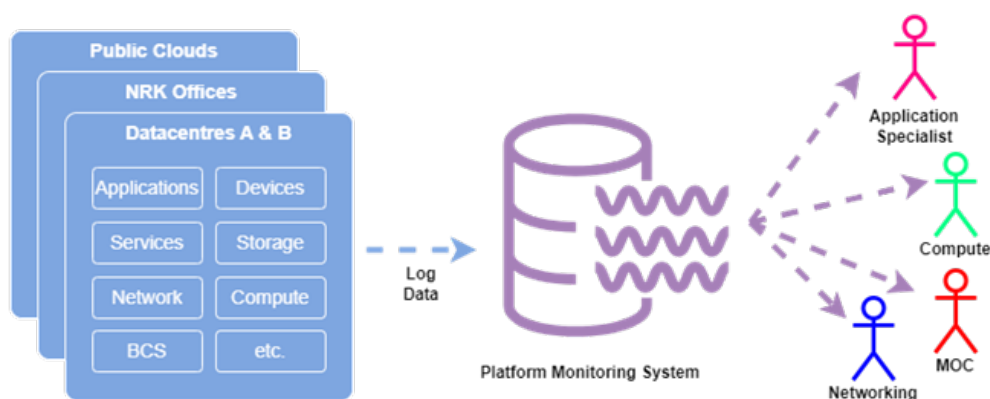 Public Clouds
NRK Offices
Datacentres A & B
Applications
Devices
Services
Storage
Network
Compute
BCS
etc.
Log
Data
Platform Monitoring System
Application
Specialist
Compute
MOC
Networking